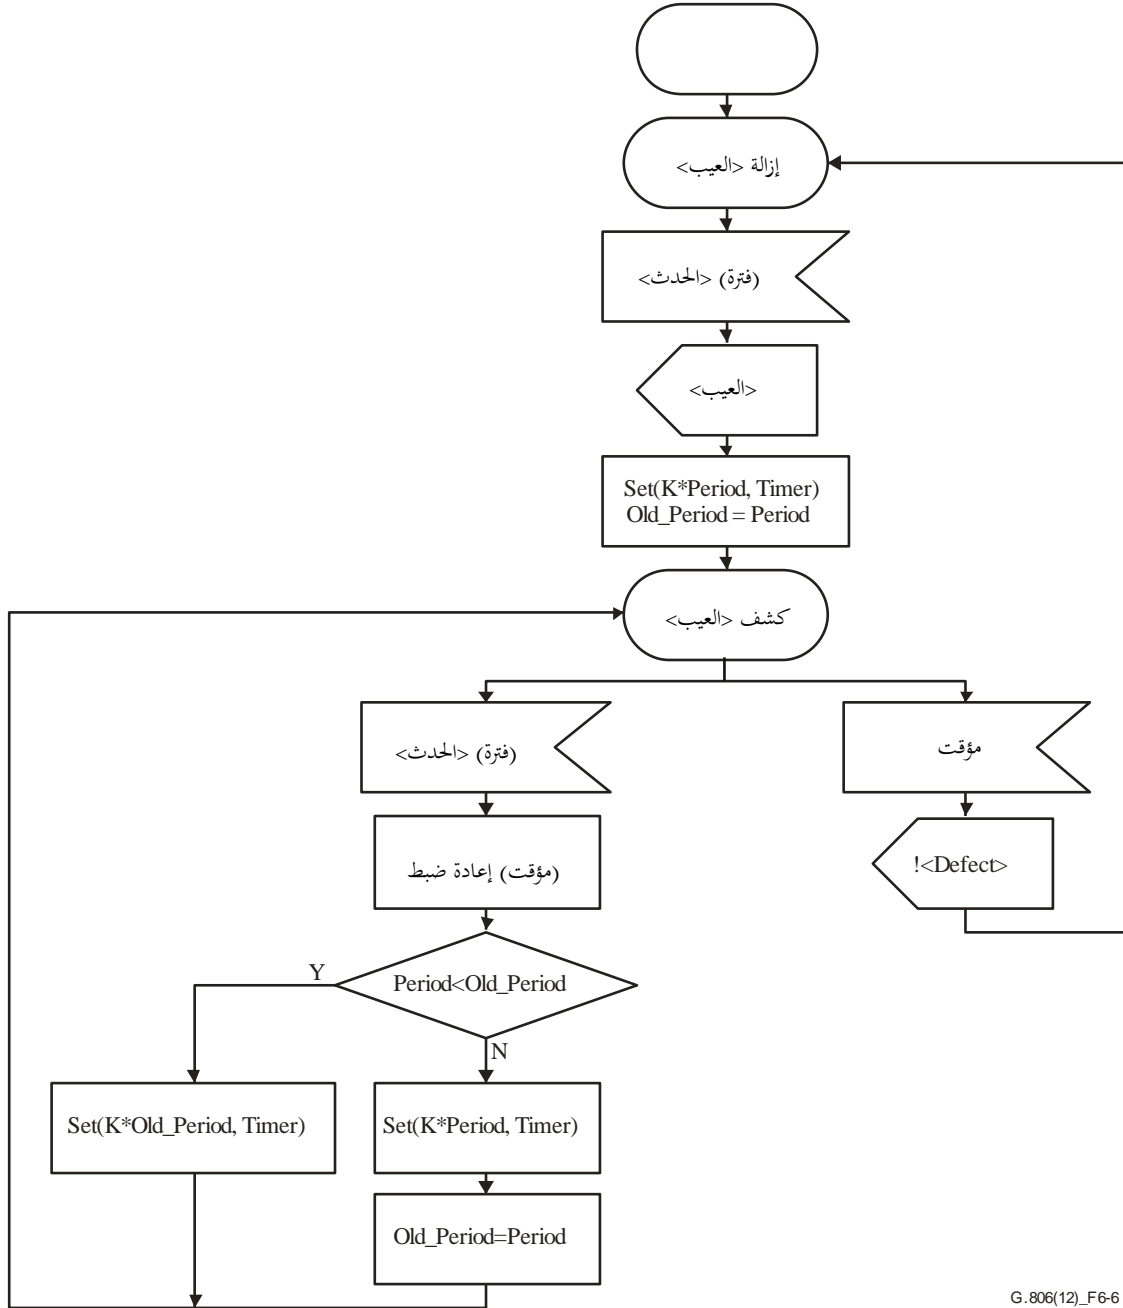 إزالة <العيب>
(فترة) <الحدث>
<العيب>
Set(K*Period, Timer)
Old_Period = Period
كشف <العيب>
(فترة) <الحدث>
مؤقت
(مؤقت) إعادة ضبط
!<Defect>
Period<Old_Period
Y
N
Set(K*Old_Period, Timer)
Set(K*Period, Timer)
Old_Period=Period
G.806(12)_F6-6